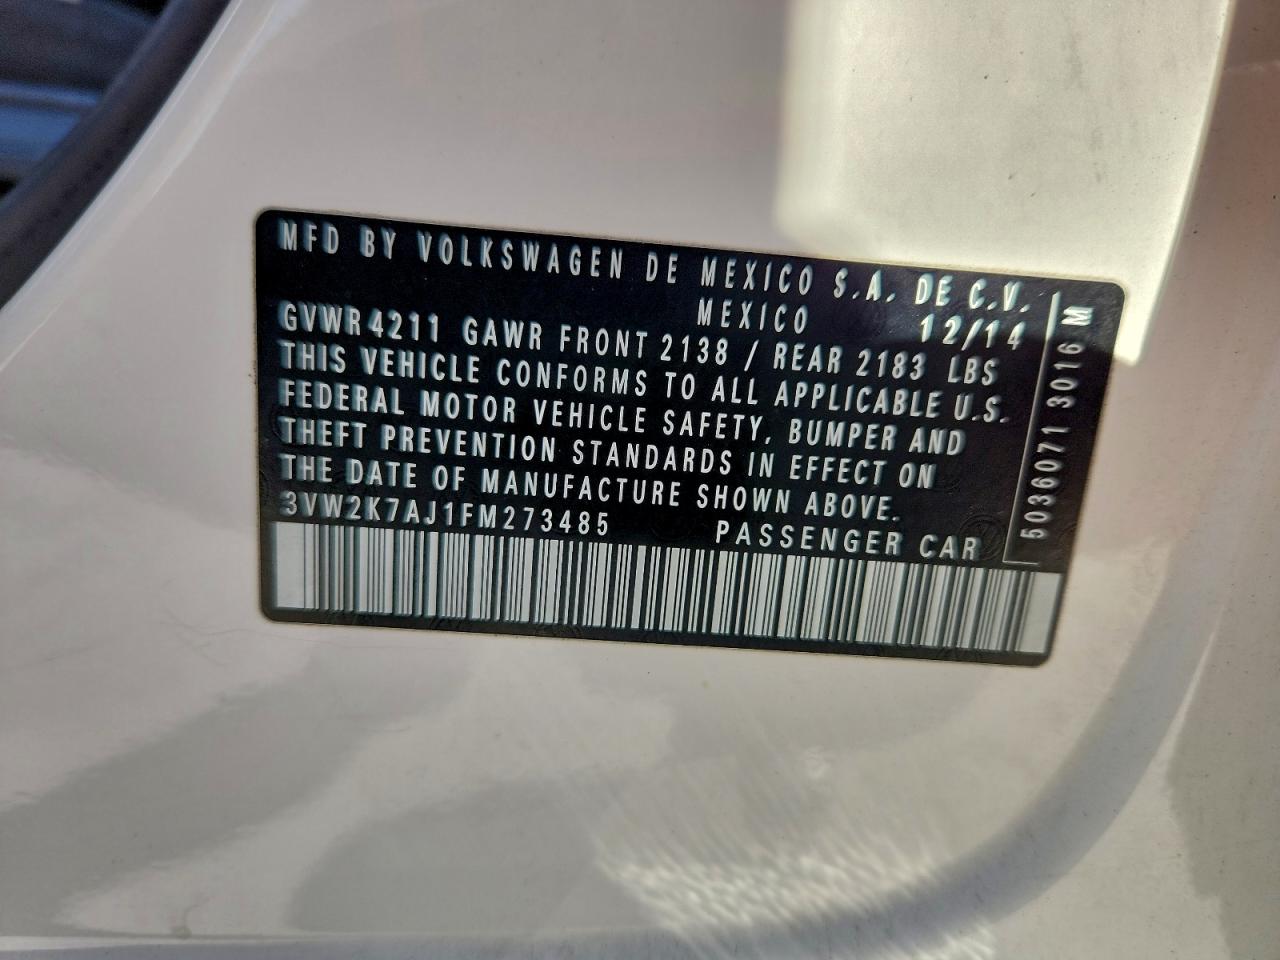 MFD BY VOLKSWAGEN DE MEXICO S.A. DE C.V.
MEXICO 12/14
GVWR 4211 GAWR FRONT 2138 / REAR 2183 LBS
THIS VEHICLE CONFORMS TO ALL APPLICABLE U.S.
FEDERAL MOTOR VEHICLE SAFETY, BUMPER AND
THEFT PREVENTION STANDARDS IN EFFECT ON
THE DATE OF MANUFACTURE SHOWN ABOVE.
3VW2K7AJ1FM273485 PASSENGER CAR
5036071 3016 M